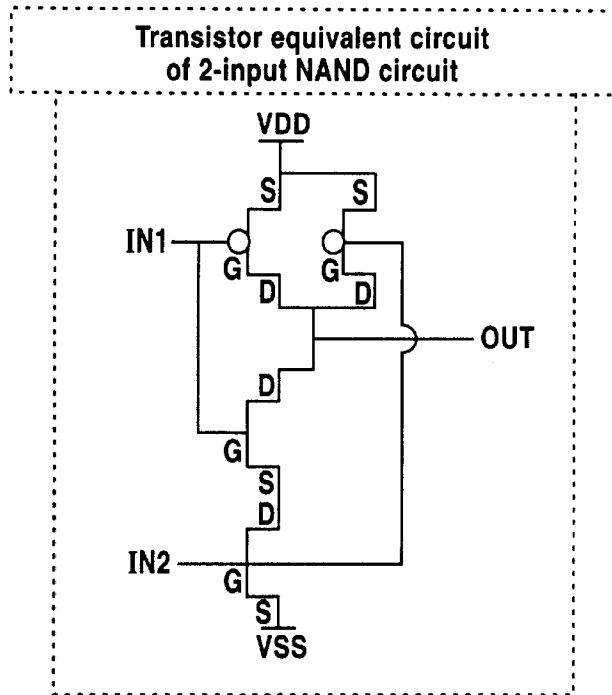 Transistor equivalent circuit
of 2-input NAND circuit
VDD
S
S
IN1
G
G
D
D
OUT
D
G
S
D
IN2
G
S
VSS